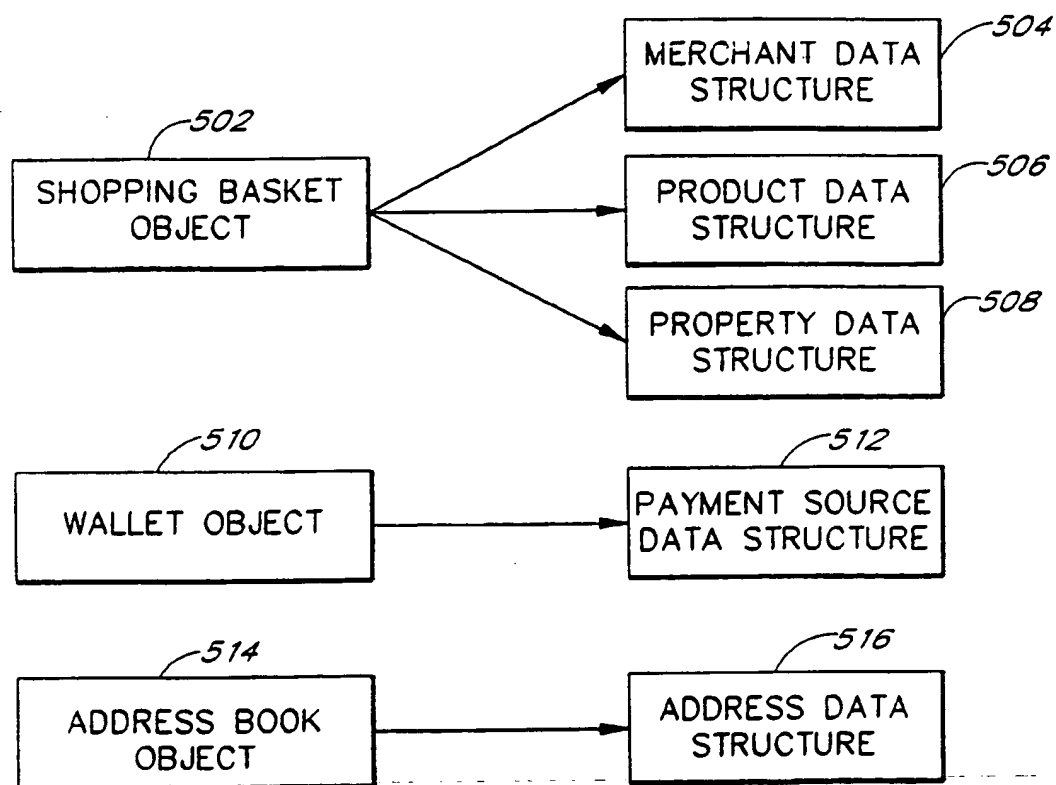 504
MERCHANT DATA
STRUCTURE
502
SHOPPING BASKET
OBJECT
506
PRODUCT DATA
STRUCTURE
508
PROPERTY DATA
STRUCTURE
510
WALLET OBJECT
512
PAYMENT SOURCE
DATA STRUCTURE
514
ADDRESS BOOK
OBJECT
516
ADDRESS DATA
STRUCTURE